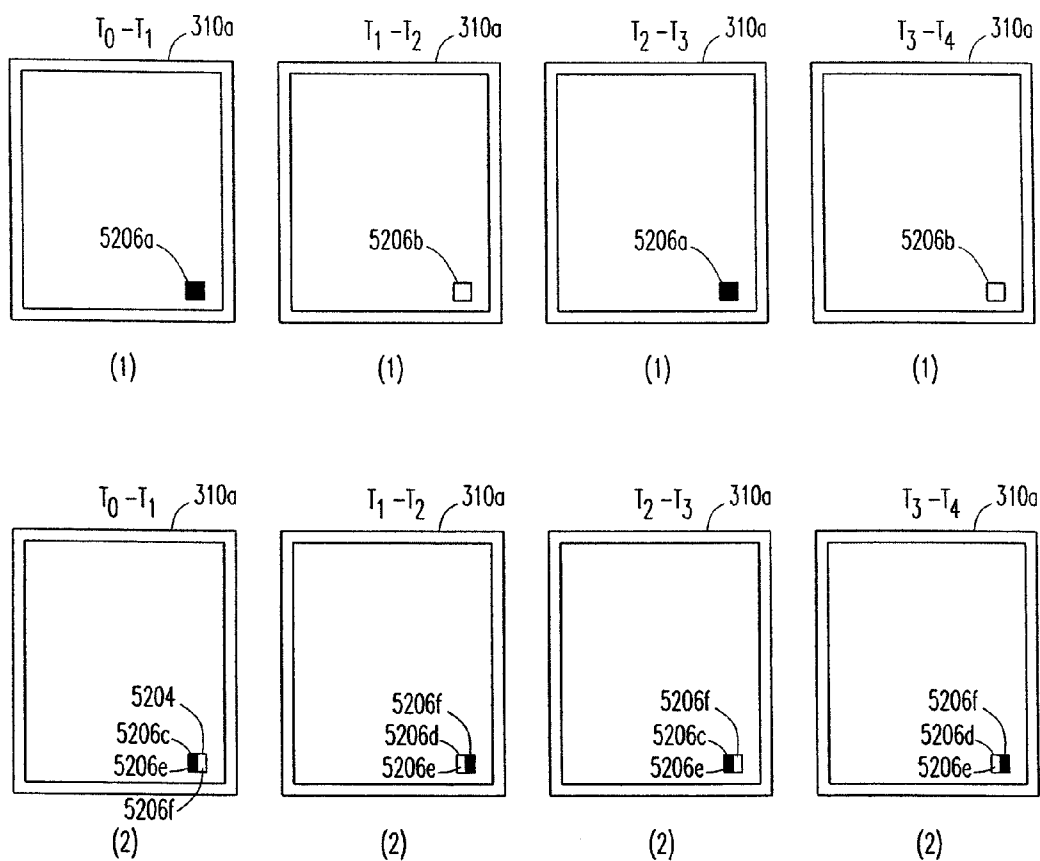 T0-T1 310a T1-T2 310a T2-T3 310a T3-T4 310a
5206a 5206b 5206a 5206b
(1) (1) (1) (1)
T0-T1 310a T1-T2 310a T2-T3 310a T3-T4 310a
5204 5206f 5206f 5206f
5206c 5206d 5206c 5206d
5206e 5206e 5206e 5206e
5206f
(2) (2) (2) (2)